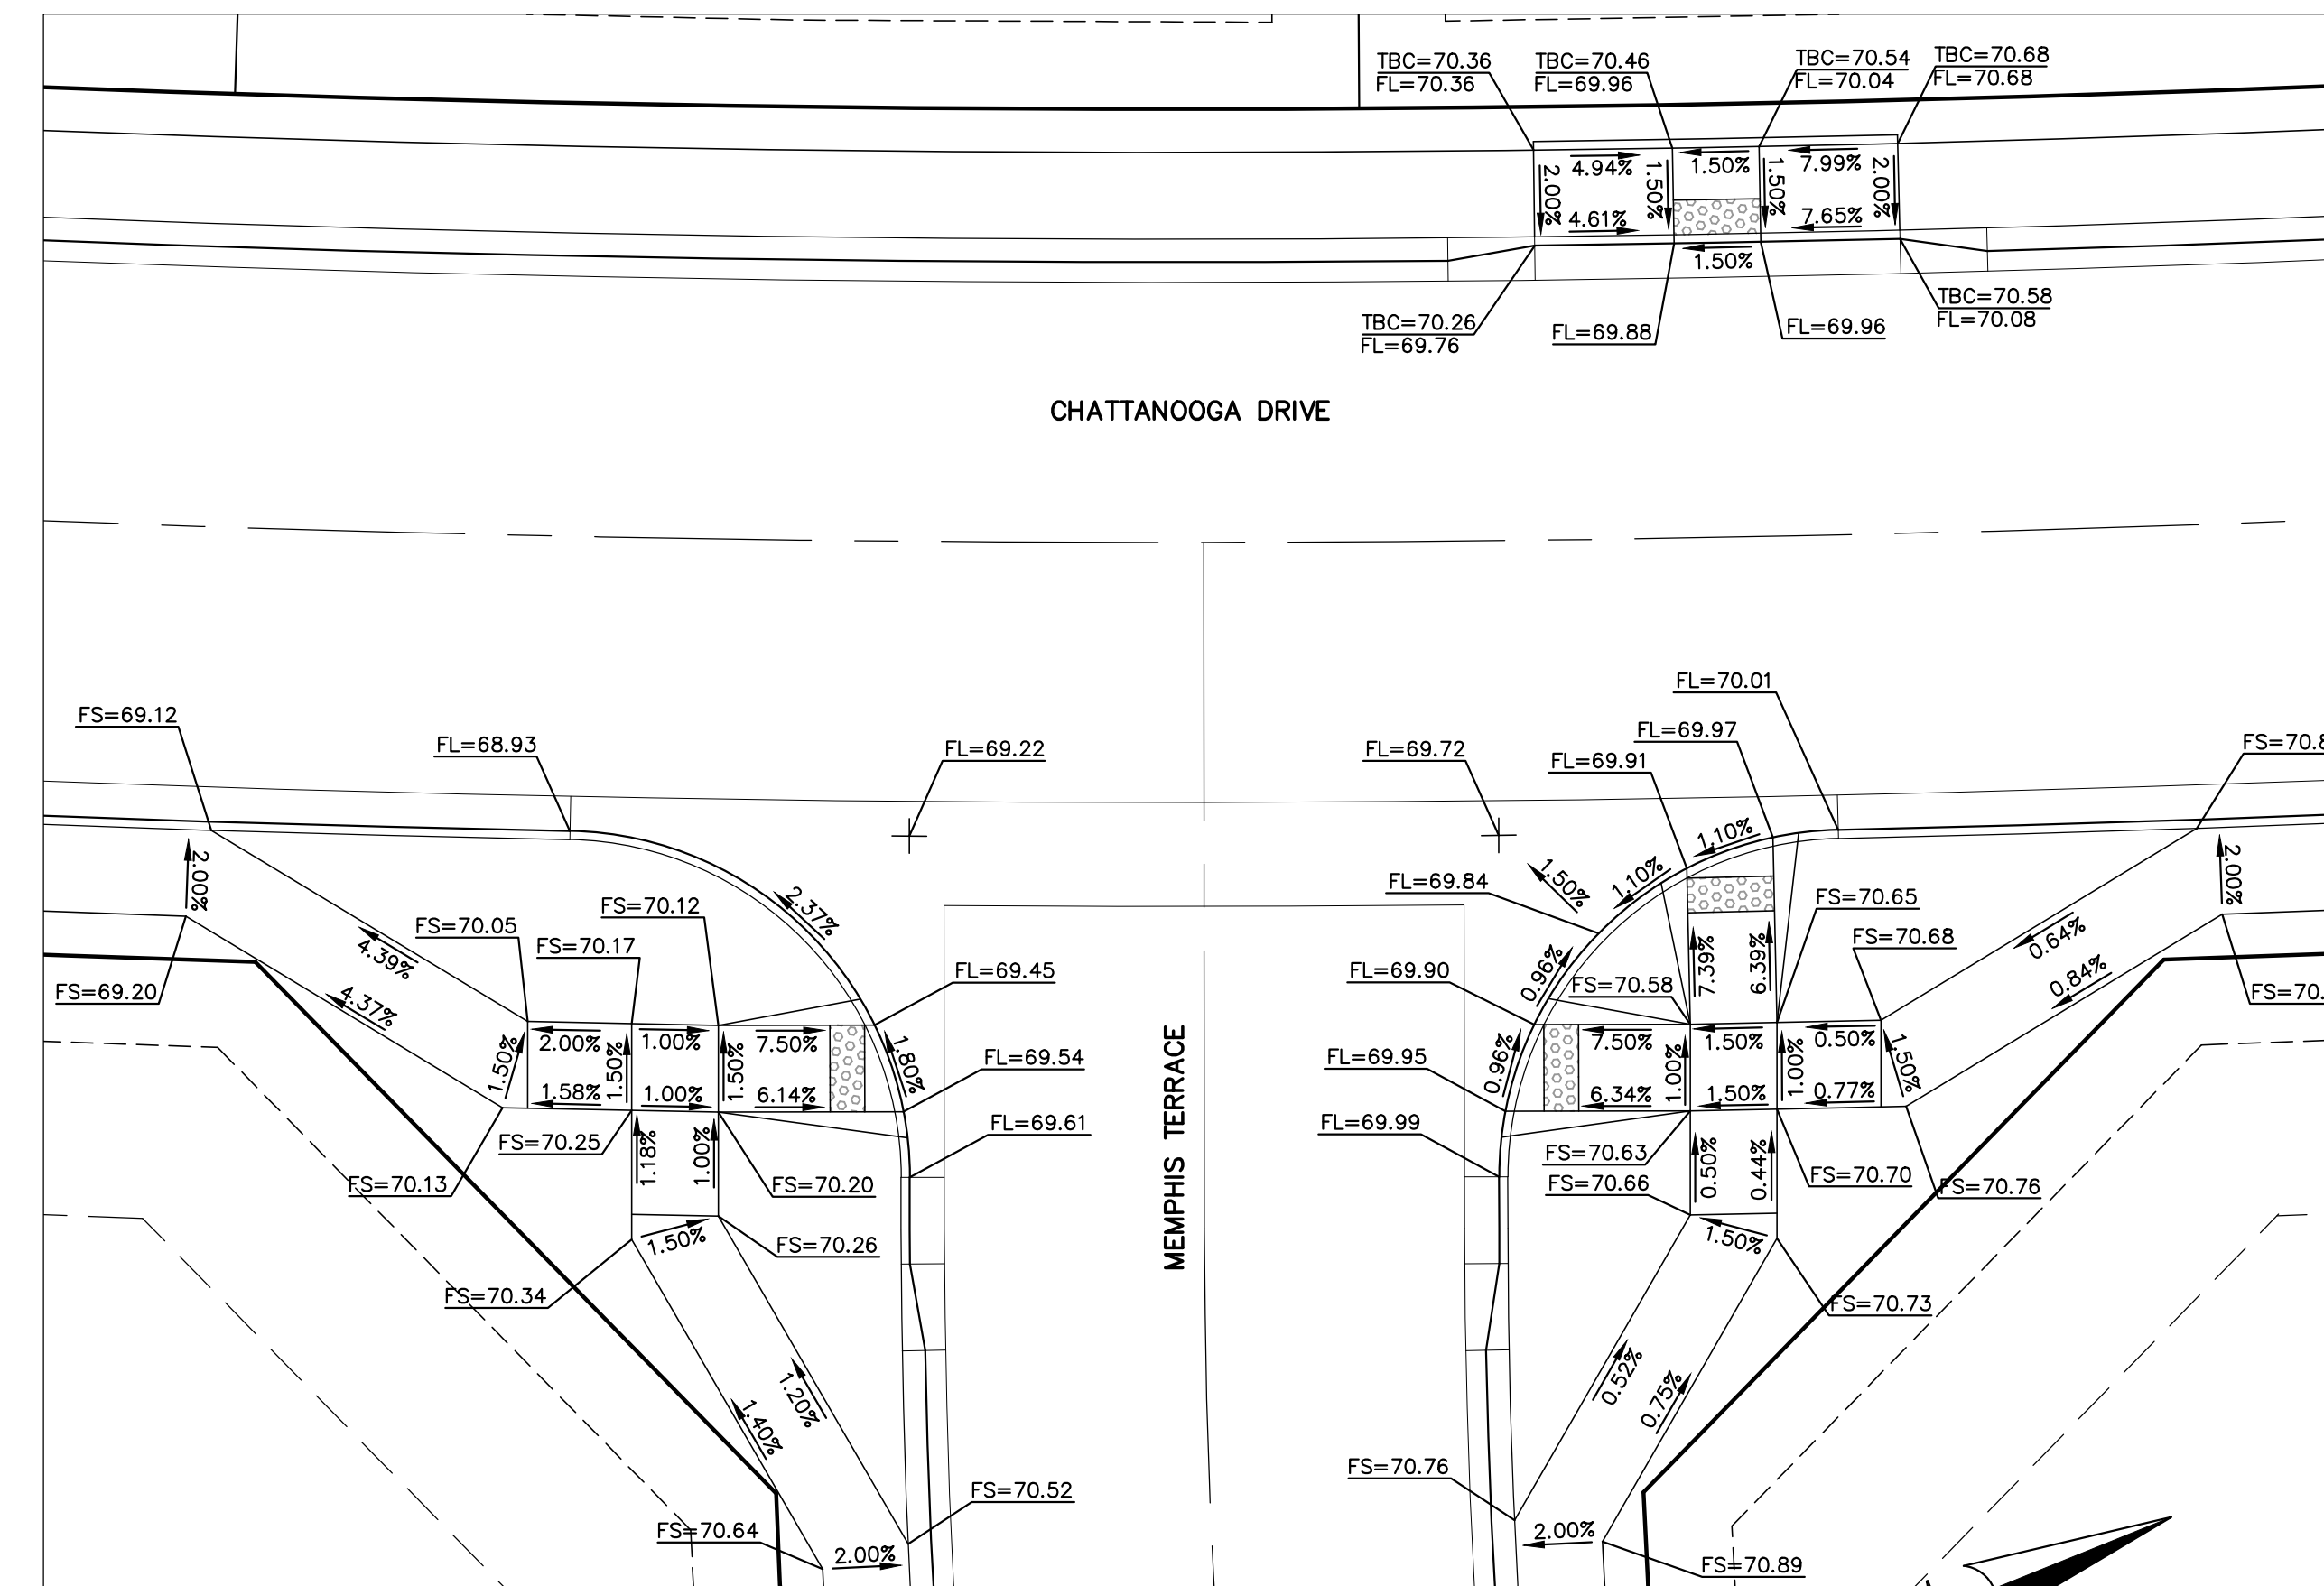 TBC=70.36
FL=70.36
TBC=70.46
FL=69.96
TBC=70.54
FL=70.04
TBC=70.68
FL=70.68
4.94%
1.50%
7.99%
2.00%
1.50%
1.50%
2.00%
4.61%
7.65%
1.50%
TBC=70.26
FL=69.76
FL=69.88
FL=69.96
TBC=70.58
FL=70.08
CHATTANOOGA DRIVE
FS=69.12
FL=68.93
FL=69.22
FL=69.72
FL=69.91
FL=69.97
FL=70.01
2.00%
FS=69.20
FS=70.05
FS=70.17
FS=70.12
2.37%
FL=69.45
4.39%
4.37%
1.50%
2.00%
1.58%
1.50%
1.00%
1.00%
1.50%
7.50%
6.14%
1.80%
FL=69.54
FL=69.61
FS=70.25
FS=70.13
1.18%
1.00%
FS=70.20
1.50%
FS=70.26
FS=70.34
1.20%
1.40%
FS=70.52
FS=70.64
2.00%
MEMPHIS TERRACE
FL=69.84
1.50%
1.10%
1.10%
FL=69.90
0.96%
0.96%
FL=69.95
FL=69.99
FS=70.58
7.39%
6.39%
FS=70.65
FS=70.68
0.64%
0.84%
2.00%
7.50%
6.34%
1.00%
1.50%
1.50%
1.00%
0.50%
0.77%
1.50%
FS=70.63
FS=70.66
0.50%
0.44%
FS=70.70
FS=70.76
1.50%
FS=70.73
0.52%
0.75%
FS=70.76
2.00%
FS=70.89